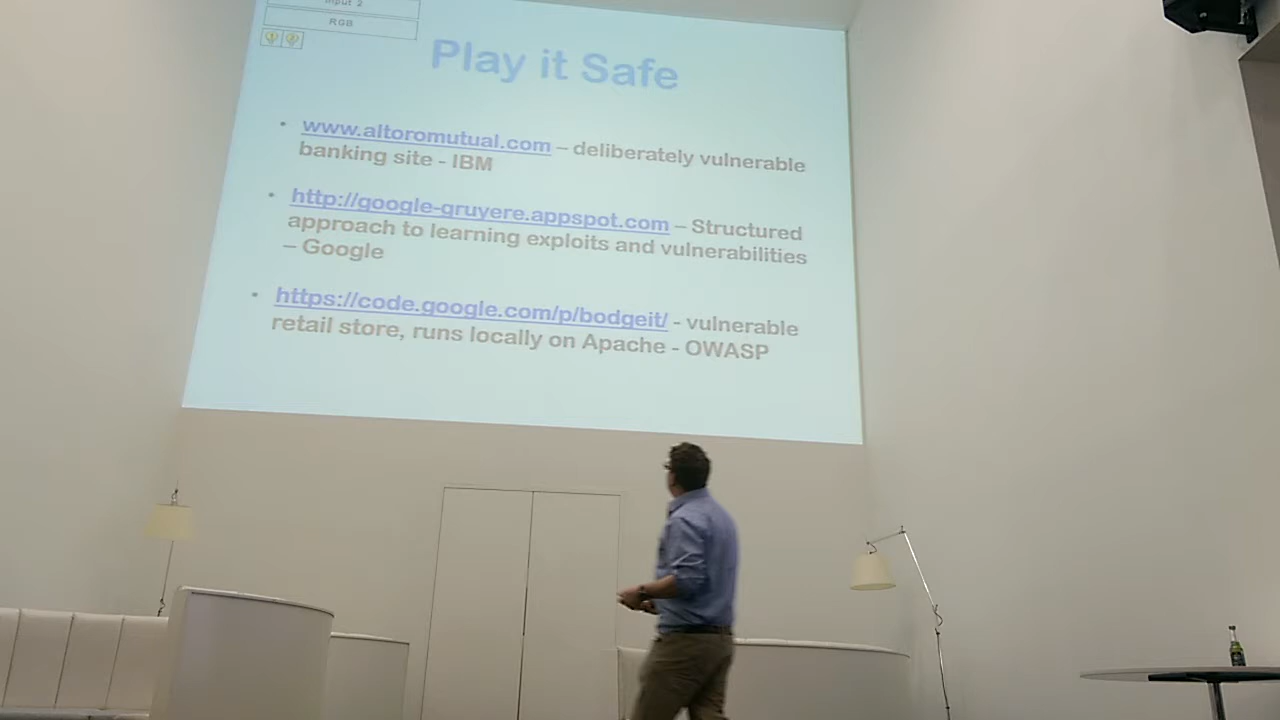 Input 2
RGB
Play it Safe
• www.altoromutual.com – deliberately vulnerable
banking site - IBM
• http://google-gruyere.appspot.com – Structured
approach to learning exploits and vulnerabilities
– Google
• https://code.google.com/p/bodgeit/ - vulnerable
retail store, runs locally on Apache - OWASP